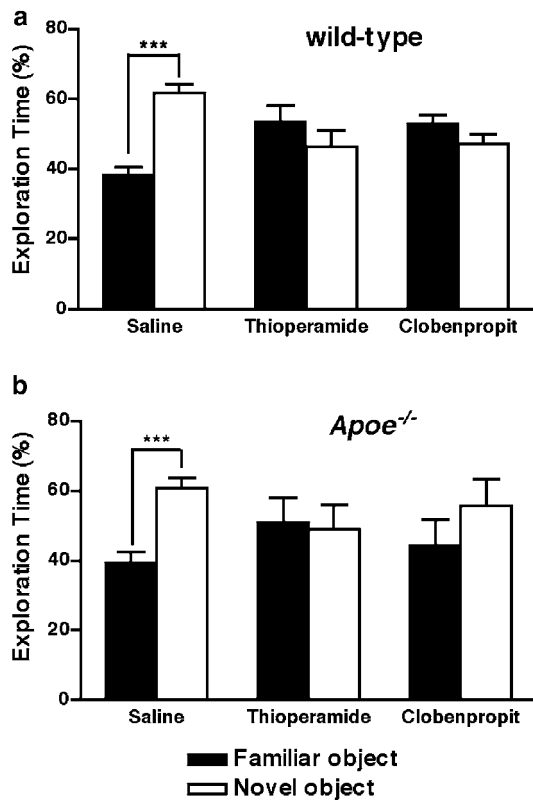 a
wild-type
Exploration Time (%)
80
60
40
20
0
***
Saline
Thioperamide
Clobenpropit
b
Apoe-/-
Exploration Time (%)
80
60
40
20
0
***
Saline
Thioperamide
Clobenpropit
Familiar object
Novel object